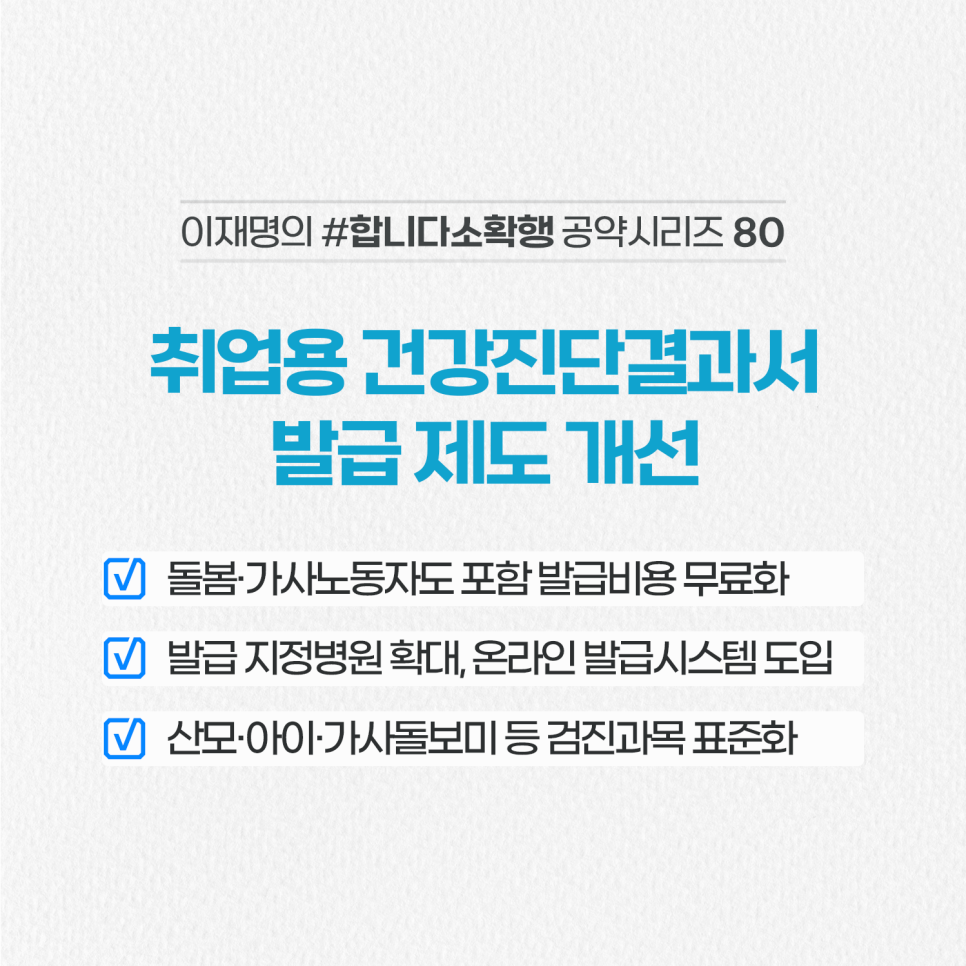 이재명의 #합니다소확행 공약시리즈 80
취업용 건강진단결과서
발급 제도 개선
돌봄·가사노동자도 포함 발급비용 무료화
발급 지정병원 확대, 온라인 발급시스템 도입
산모·아이·가사돌보미 등 검진과목 표준화